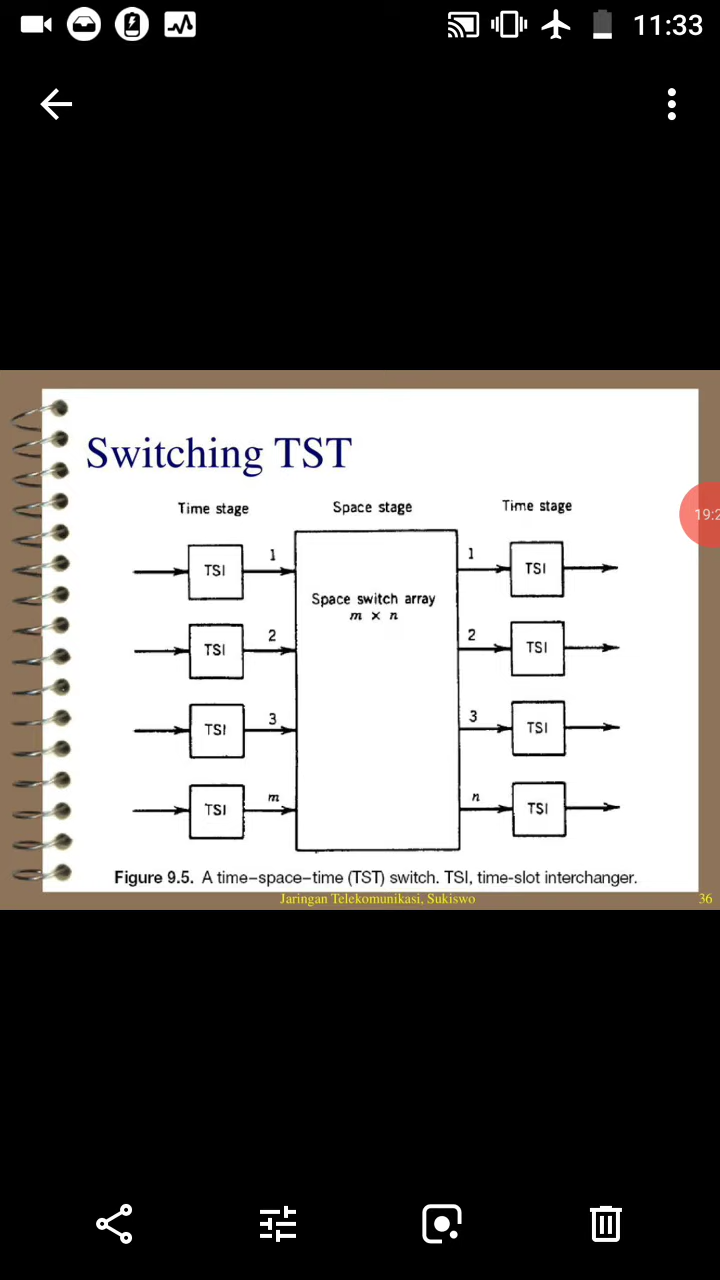 11:33
Switching TST
Time stage Space stage Time stage
1 1
TSI TSI
Space switch array
m × n
2 2
TSI TSI
3 3
TSI TSI
m n
TSI TSI
Figure 9.5. A time–space–time (TST) switch. TSI, time-slot interchanger.
Jaringan Telekomunikasi, Sukiswo 36